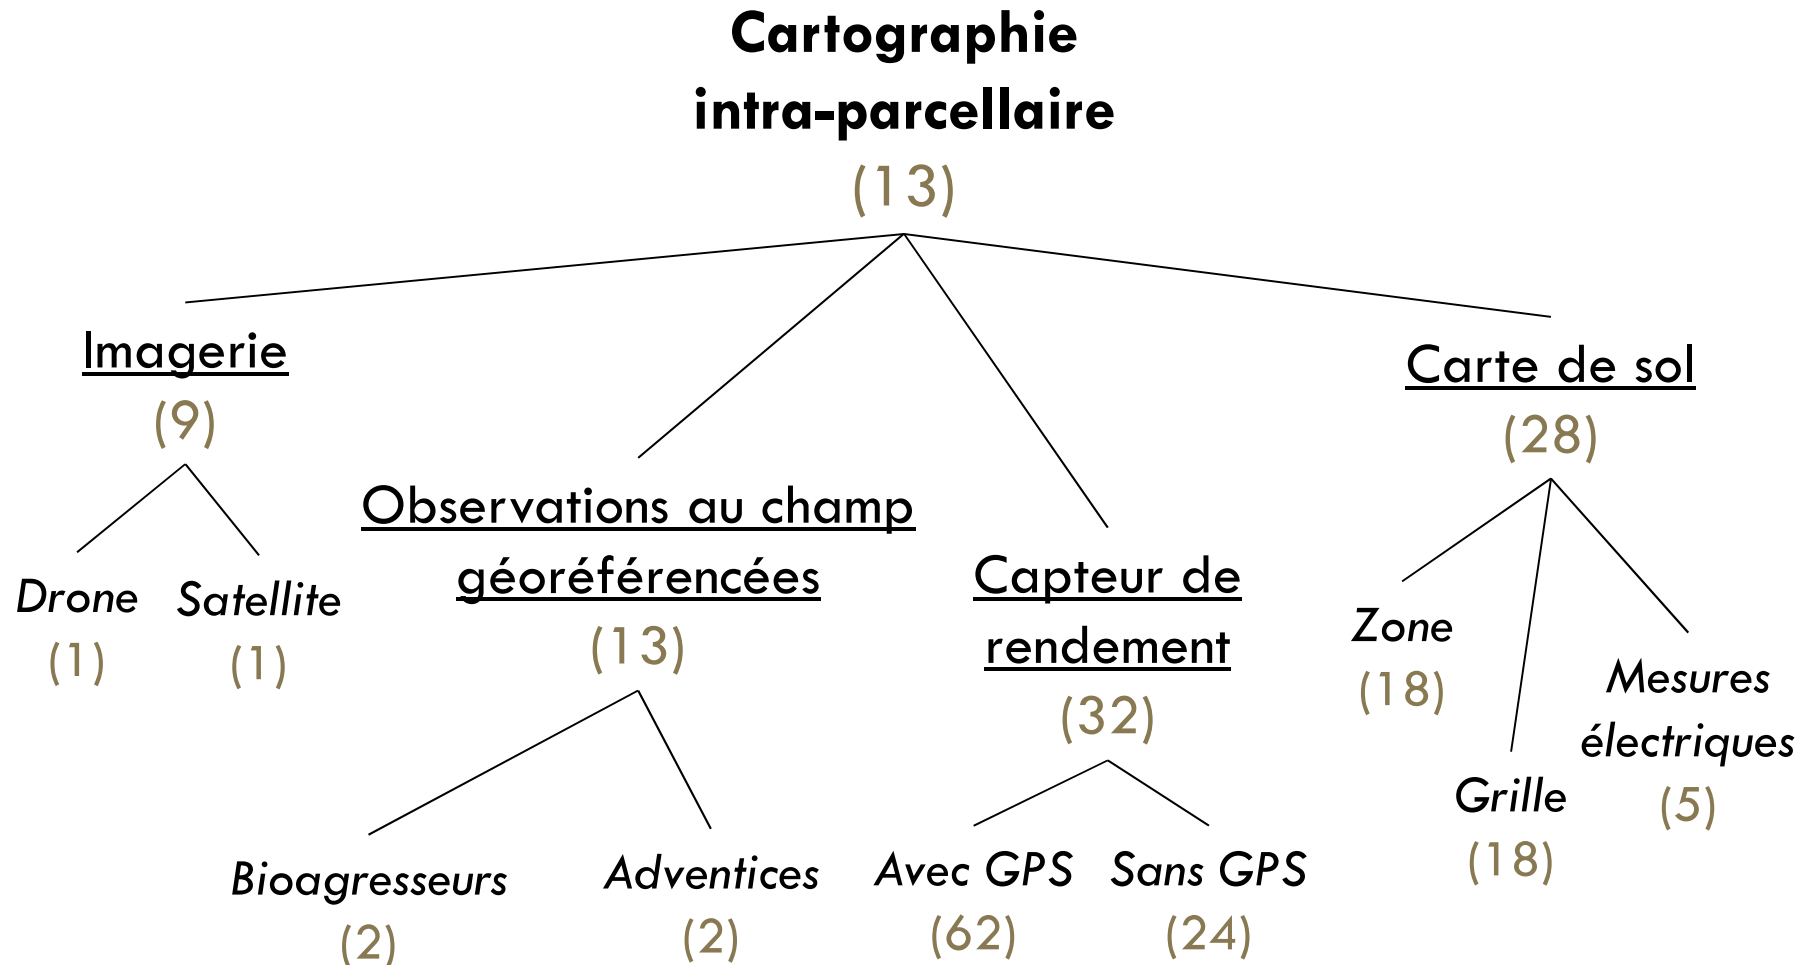 Cartographie
intra-parcellaire
(13)
Imagerie
(9)
Drone
(1)
Satellite
(1)
Observations au champ
géoréférencées
(13)
Bioagresseurs
(2)
Adventices
(2)
Capteur de
rendement
(32)
Avec GPS
(62)
Sans GPS
(24)
Carte de sol
(28)
Zone
(18)
Grille
(18)
Mesures
électriques
(5)